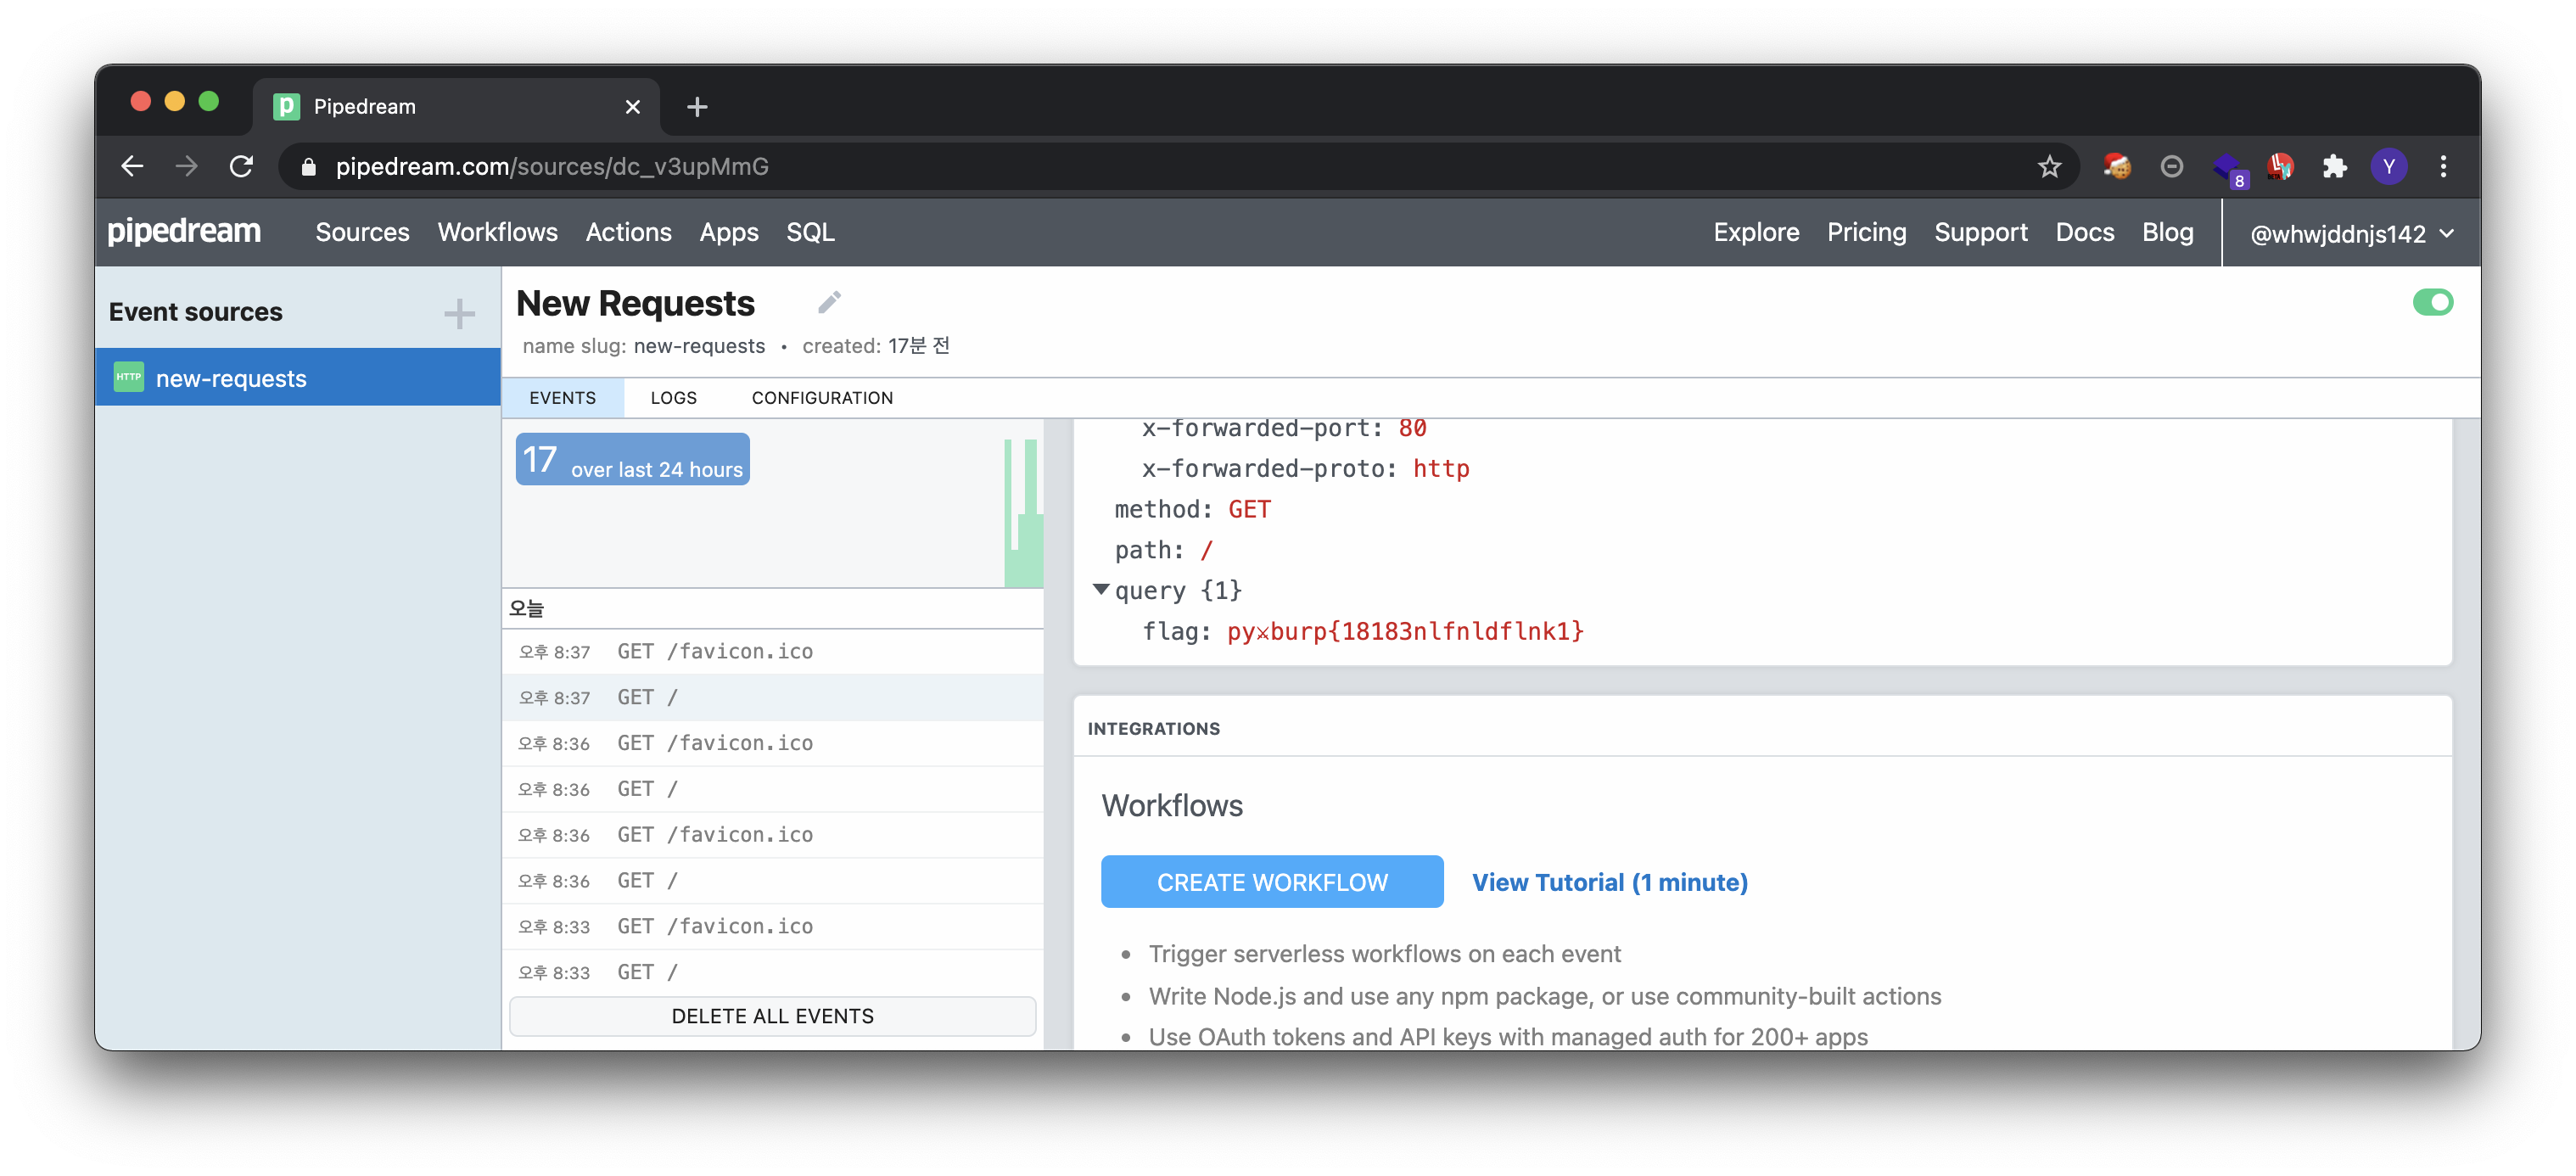 Pipedream
pipedream.com/sources/dc_v3upMmG
8
Y
pipedream Sources Workflows Actions Apps SQL Explore Pricing Support Docs Blog @whwjddnjs142
Event sources
HTTP new-requests
New Requests
name slug: new-requests • created: 17분 전
EVENTS LOGS CONFIGURATION
17 over last 24 hours
오늘
오후 8:37 GET /favicon.ico
오후 8:37 GET /
오후 8:36 GET /favicon.ico
오후 8:36 GET /
오후 8:36 GET /favicon.ico
오후 8:36 GET /
오후 8:33 GET /favicon.ico
오후 8:33 GET /
DELETE ALL EVENTS
x-forwarded-port: 80
x-forwarded-proto: http
method: GET
path: /
query {1}
flag: py⚔burp{18183nlfnldflnk1}
INTEGRATIONS
Workflows
CREATE WORKFLOW View Tutorial (1 minute)
• Trigger serverless workflows on each event
• Write Node.js and use any npm package, or use community-built actions
• Use OAuth tokens and API keys with managed auth for 200+ apps